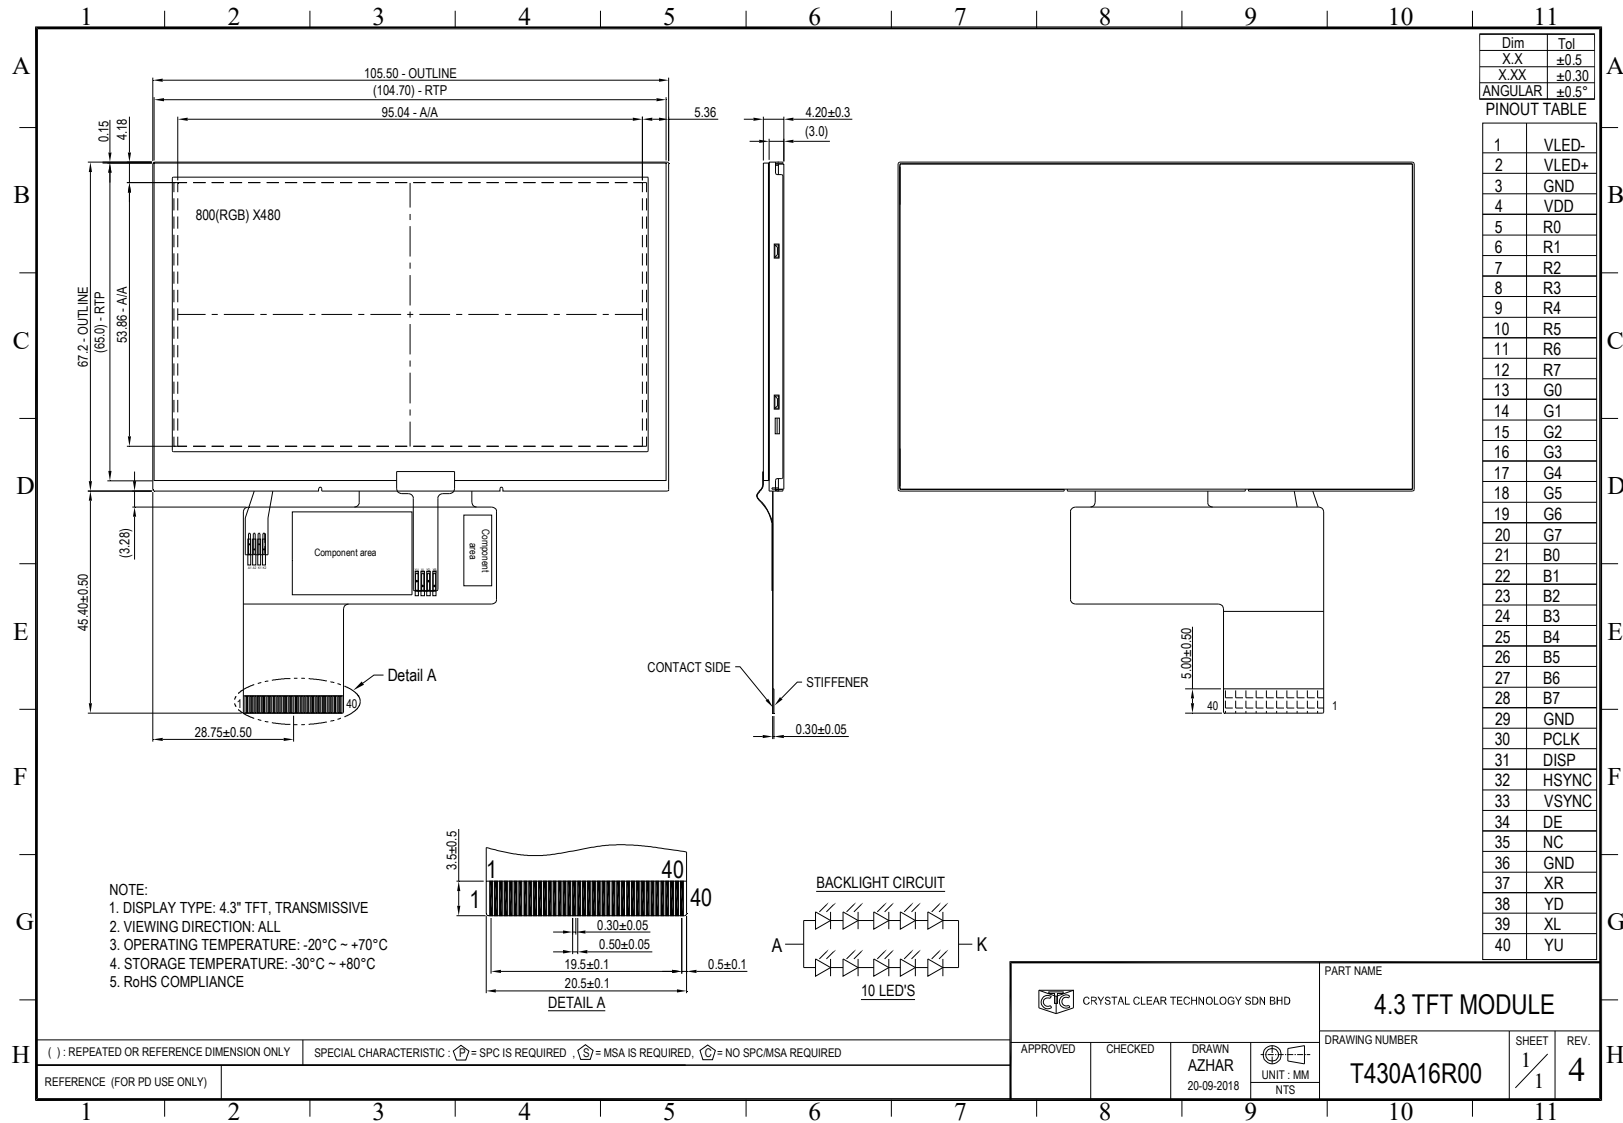 1 2 3 4 5 6 7 8 9 10 11
A A
B B
C C
D D
E E
F F
G G
H H
Dim Tol
X.X ±0.5
X.XX ±0.30
ANGULAR ±0.5°
PINOUT TABLE
1 VLED-
2 VLED+
3 GND
4 VDD
5 R0
6 R1
7 R2
8 R3
9 R4
10 R5
11 R6
12 R7
13 G0
14 G1
15 G2
16 G3
17 G4
18 G5
19 G6
20 G7
21 B0
22 B1
23 B2
24 B3
25 B4
26 B5
27 B6
28 B7
29 GND
30 PCLK
31 DISP
32 HSYNC
33 VSYNC
34 DE
35 NC
36 GND
37 XR
38 YD
39 XL
40 YU
105.50 - OUTLINE
(104.70) - RTP
95.04 - A/A
5.36
0.15
4.18
67.2 - OUTLINE
(65.0) - RTP
53.86 - A/A
800(RGB) X480
(3.28)
45.40±0.50
Component area
Component
area
Detail A
1 40
28.75±0.50
4.20±0.3
(3.0)
CONTACT SIDE
STIFFENER
0.30±0.05
5.00±0.50
40 1
3.5±0.5
1 40
1 40
0.30±0.05
0.50±0.05
19.5±0.1
0.5±0.1
20.5±0.1
DETAIL A
BACKLIGHT CIRCUIT
A K
10 LED'S
NOTE:
1. DISPLAY TYPE: 4.3" TFT, TRANSMISSIVE
2. VIEWING DIRECTION: ALL
3. OPERATING TEMPERATURE: -20°C ~ +70°C
4. STORAGE TEMPERATURE: -30°C ~ +80°C
5. RoHS COMPLIANCE
( ) : REPEATED OR REFERENCE DIMENSION ONLY
SPECIAL CHARACTERISTIC : P = SPC IS REQUIRED , S = MSA IS REQUIRED, C = NO SPC/MSA REQUIRED
REFERENCE (FOR PD USE ONLY)
CTC CRYSTAL CLEAR TECHNOLOGY SDN BHD
PART NAME
4.3 TFT MODULE
APPROVED
CHECKED
DRAWN
AZHAR
20-09-2018
UNIT : MM
NTS
DRAWING NUMBER
T430A16R00
SHEET
1/1
REV.
4
1 2 3 4 5 6 7 8 9 10 11